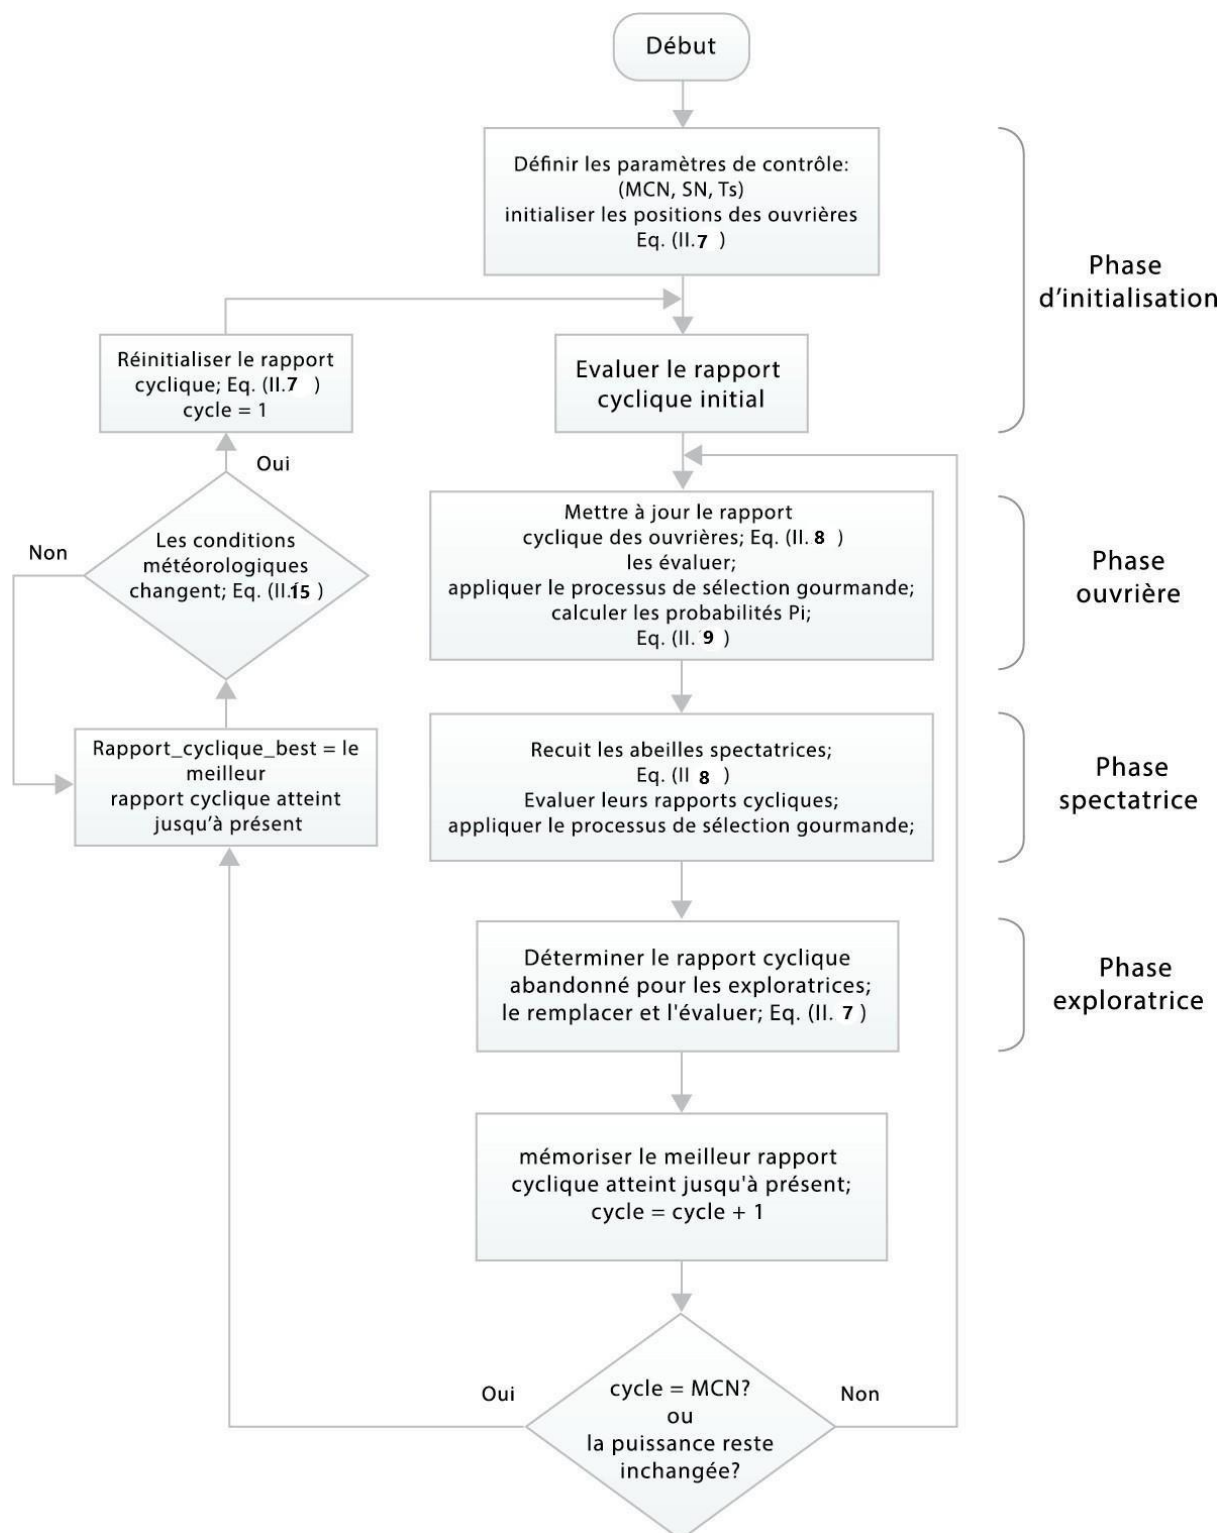 Début
Définir les paramètres de contrôle:
(MCN, SN, Ts)
initialiser les positions des ouvrières
Eq. (II.7 )
Phase
d'initialisation
Réinitialiser le rapport
cyclique; Eq. (II.7 )
cycle = 1
Evaluer le rapport
cyclique initial
Oui
Non
Les conditions
météorologiques
changent; Eq. (II.15 )
Mettre à jour le rapport
cyclique des ouvrières; Eq. (II. 8 )
les évaluer;
appliquer le processus de sélection gourmande;
calculer les probabilités Pi;
Eq. (II. 9 )
Phase
ouvrière
Rapport_cyclique_best = le
meilleur
rapport cyclique atteint
jusqu'à présent
Recuit les abeilles spectatrices;
Eq. (II 8 )
Evaluer leurs rapports cycliques;
appliquer le processus de sélection gourmande;
Phase
spectatrice
Déterminer le rapport cyclique
abandonné pour les exploratrices;
le remplacer et l'évaluer; Eq. (II. 7 )
Phase
exploratrice
mémoriser le meilleur rapport
cyclique atteint jusqu'à présent;
cycle = cycle + 1
Oui
cycle = MCN?
ou
la puissance reste
inchangée?
Non